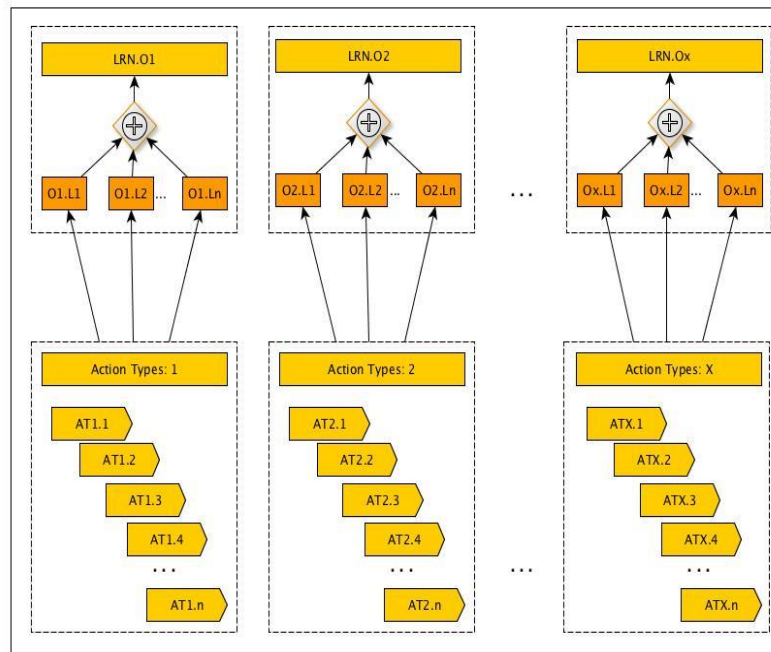 LRN.O1
LRN.O2
LRN.Ox
O1.L1
O1.L2
...
O1.Ln
O2.L1
O2.L2
...
O2.Ln
...
Ox.L1
Ox.L2
...
Ox.Ln
Action Types: 1
Action Types: 2
Action Types: X
AT1.1
AT1.2
AT1.3
AT1.4
...
AT1.n
AT2.1
AT2.2
AT2.3
AT2.4
...
AT2.n
...
ATX.1
ATX.2
ATX.3
ATX.4
...
ATX.n